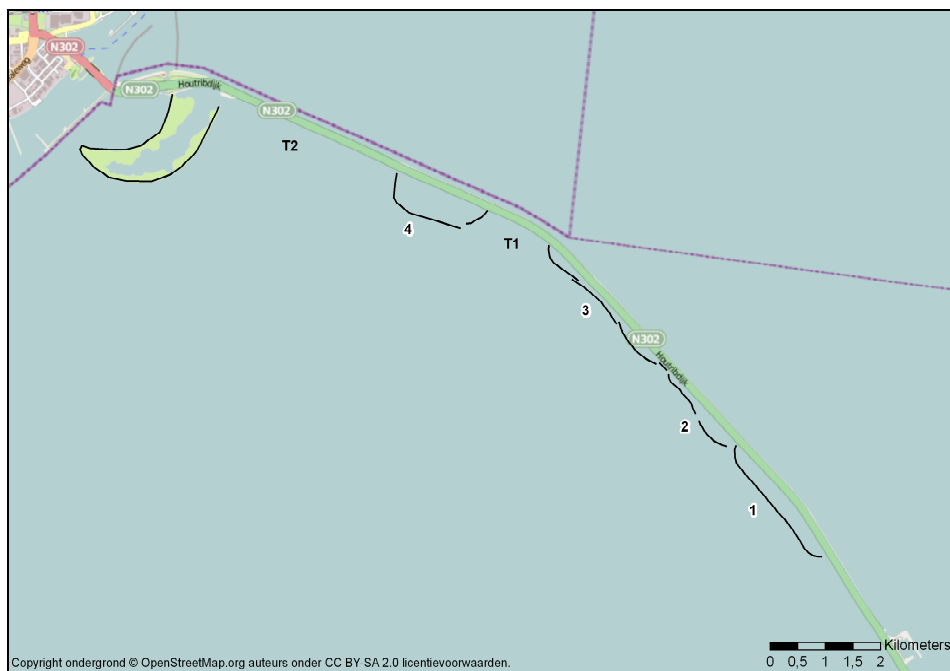 N302
N302
Houtribdijk
N302
T2
4
T1
3
N302
Houtribdijk
2
1
Kilometers
0 0,5 1 1,5 2
Copyright ondergrond © OpenStreetMap.org auteurs onder CC BY SA 2.0 licentievoorwaarden.